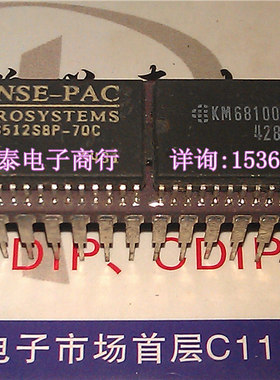 NSE-PAC
ROSYSTEMS
512S8P-70C
KM68100
428
泰电子商行
详询:1536
DIP、CDIP
电子市场首层C11